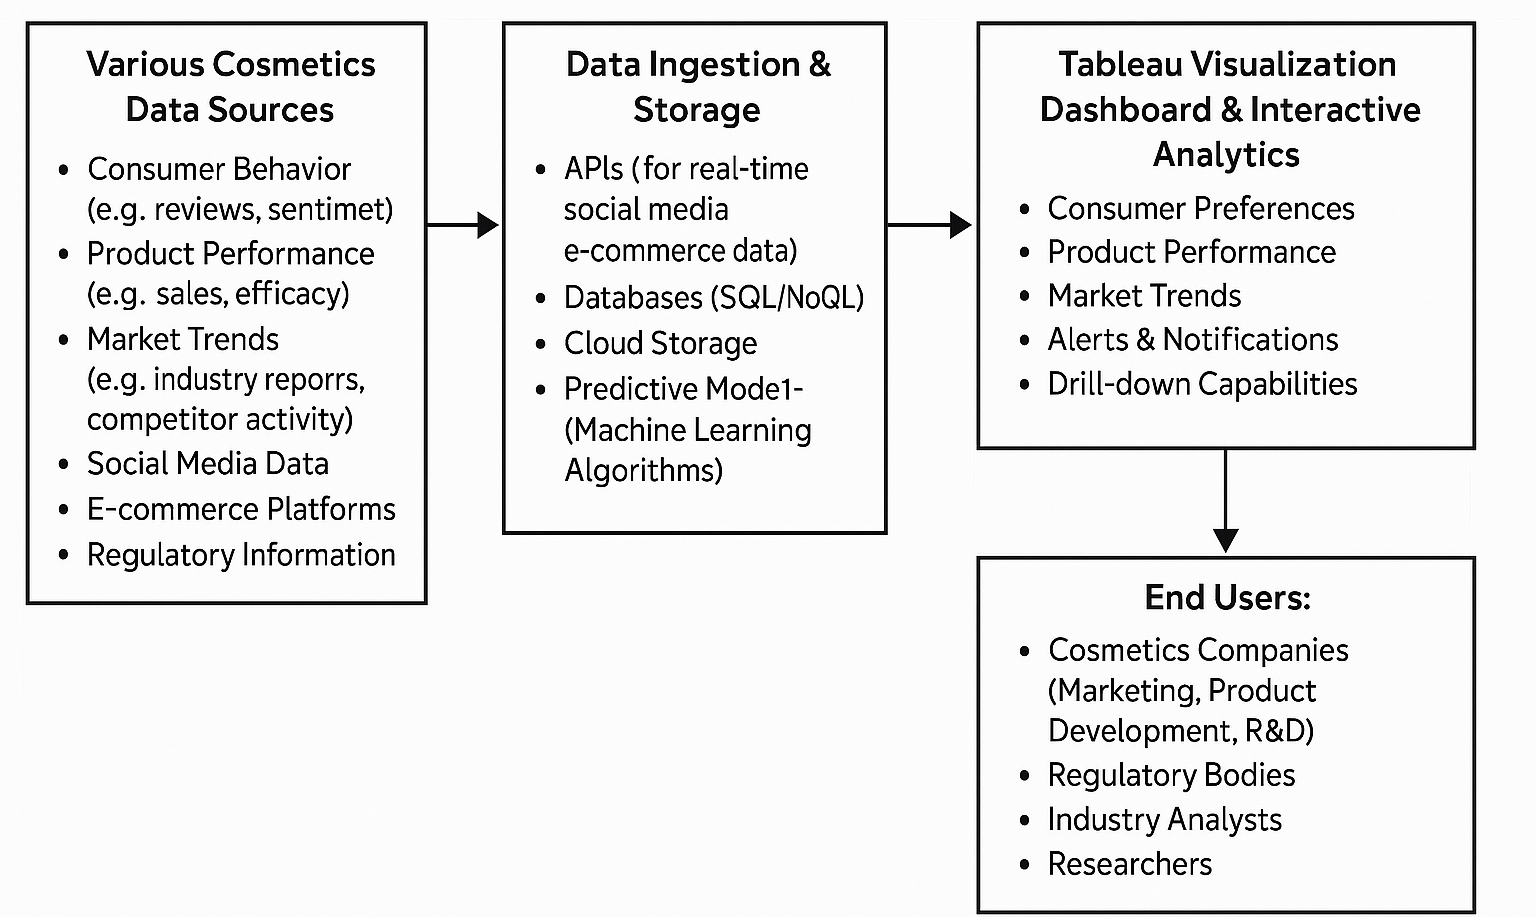 Various Cosmetics
Data Sources
• Consumer Behavior
(e.g. reviews, sentimet)
• Product Performance
(e.g. sales, efficacy)
• Market Trends
(e.g. industry reporrs,
competitor activity)
• Social Media Data
• E-commerce Platforms
• Regulatory Information
Data Ingestion &
Storage
• APIs (for real-time
social media
e-commerce data)
• Databases (SQL/NoQL)
• Cloud Storage
• Predictive Mode1-
(Machine Learning
Algorithms)
Tableau Visualization
Dashboard & Interactive
Analytics
• Consumer Preferences
• Product Performance
• Market Trends
• Alerts & Notifications
• Drill-down Capabilities
End Users:
• Cosmetics Companies
(Marketing, Product
Development, R&D)
• Regulatory Bodies
• Industry Analysts
• Researchers